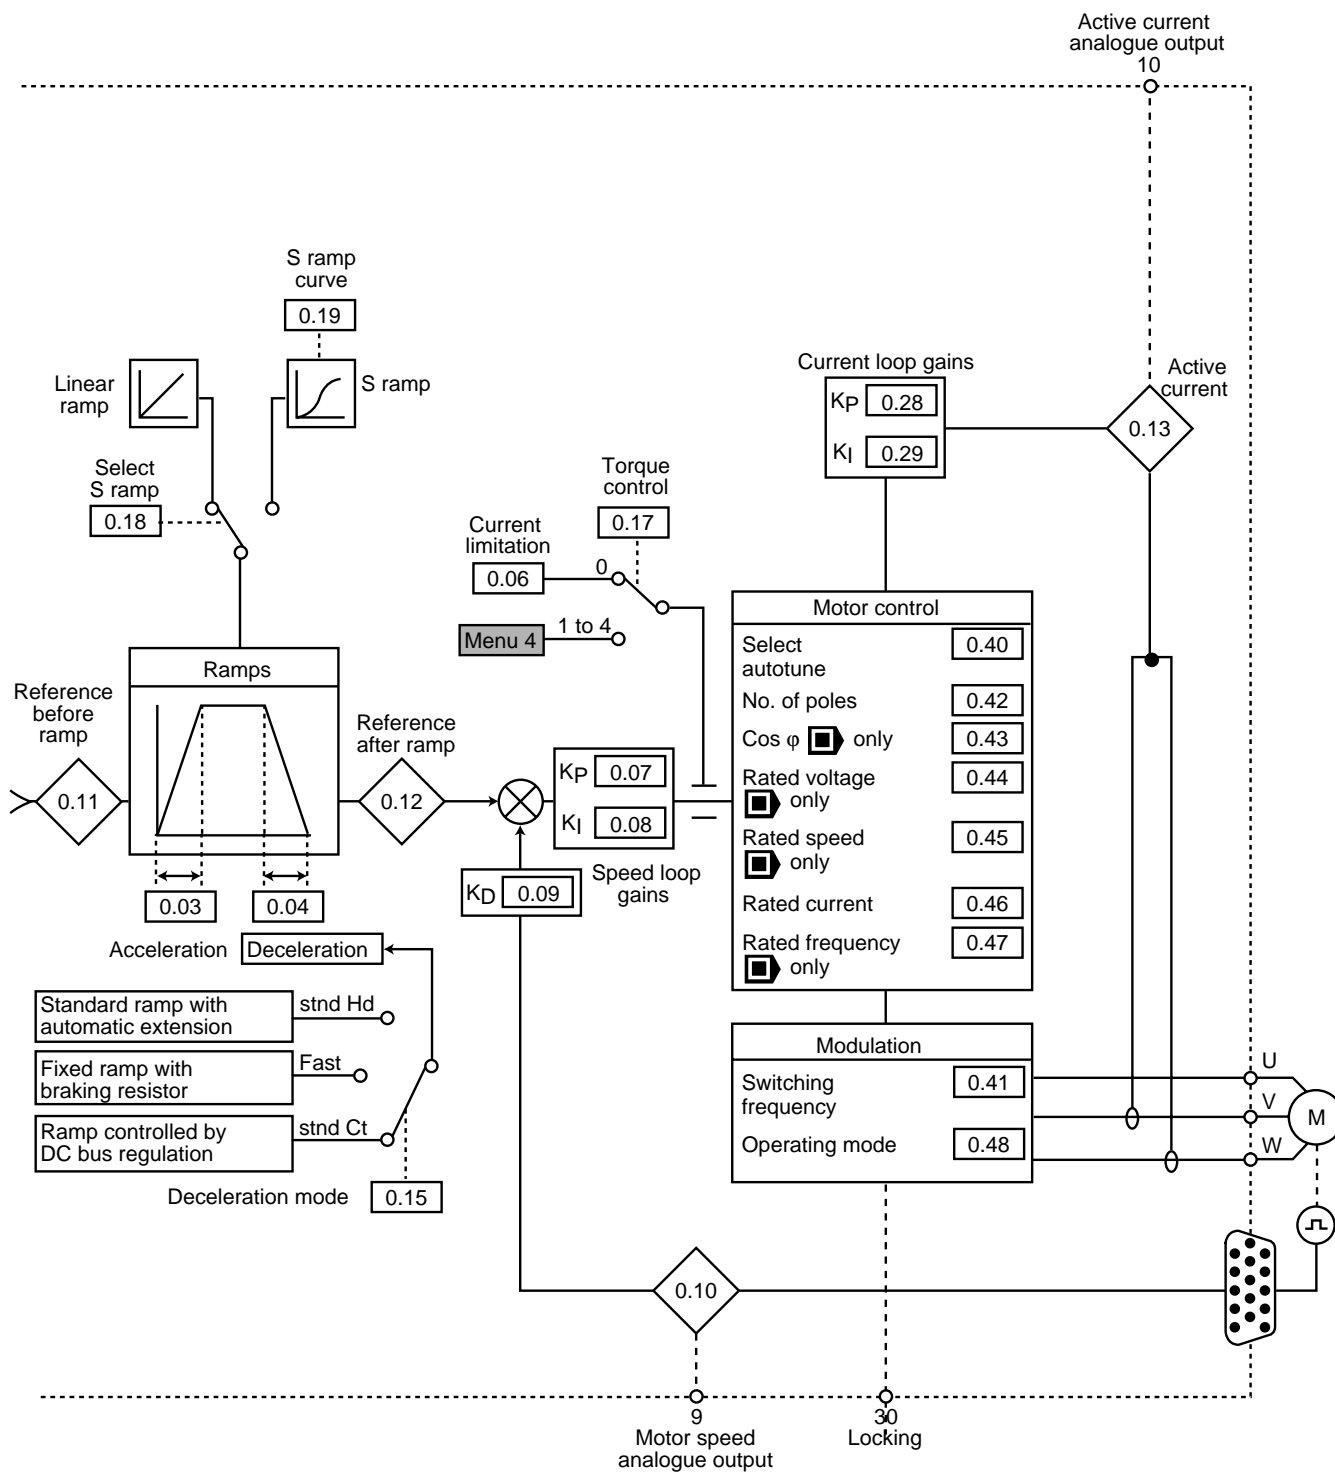 Active current
analogue output
10
S ramp
curve
0.19
Linear
ramp
S ramp
Current loop gains
KP 0.28
KI 0.29
Active
current
0.13
Select
S ramp
0.18
Torque
control
0.17
Current
limitation
0.06
0
Menu 4
1 to 4
Motor control
Select
autotune
0.40
No. of poles
0.42
Cos φ only
0.43
Rated voltage
only
0.44
Rated speed
only
0.45
Rated current
0.46
Rated frequency
only
0.47
Ramps
Reference
before
ramp
0.11
Reference
after ramp
0.12
KP 0.07
KI 0.08
Speed loop
gains
KD 0.09
0.03
0.04
Acceleration
Deceleration
Standard ramp with
automatic extension
stnd Hd
Fixed ramp with
braking resistor
Fast
Ramp controlled by
DC bus regulation
stnd Ct
Deceleration mode
0.15
Modulation
Switching
frequency
0.41
Operating mode
0.48
U
V
W
M
0.10
9
Motor speed
analogue output
30
Locking